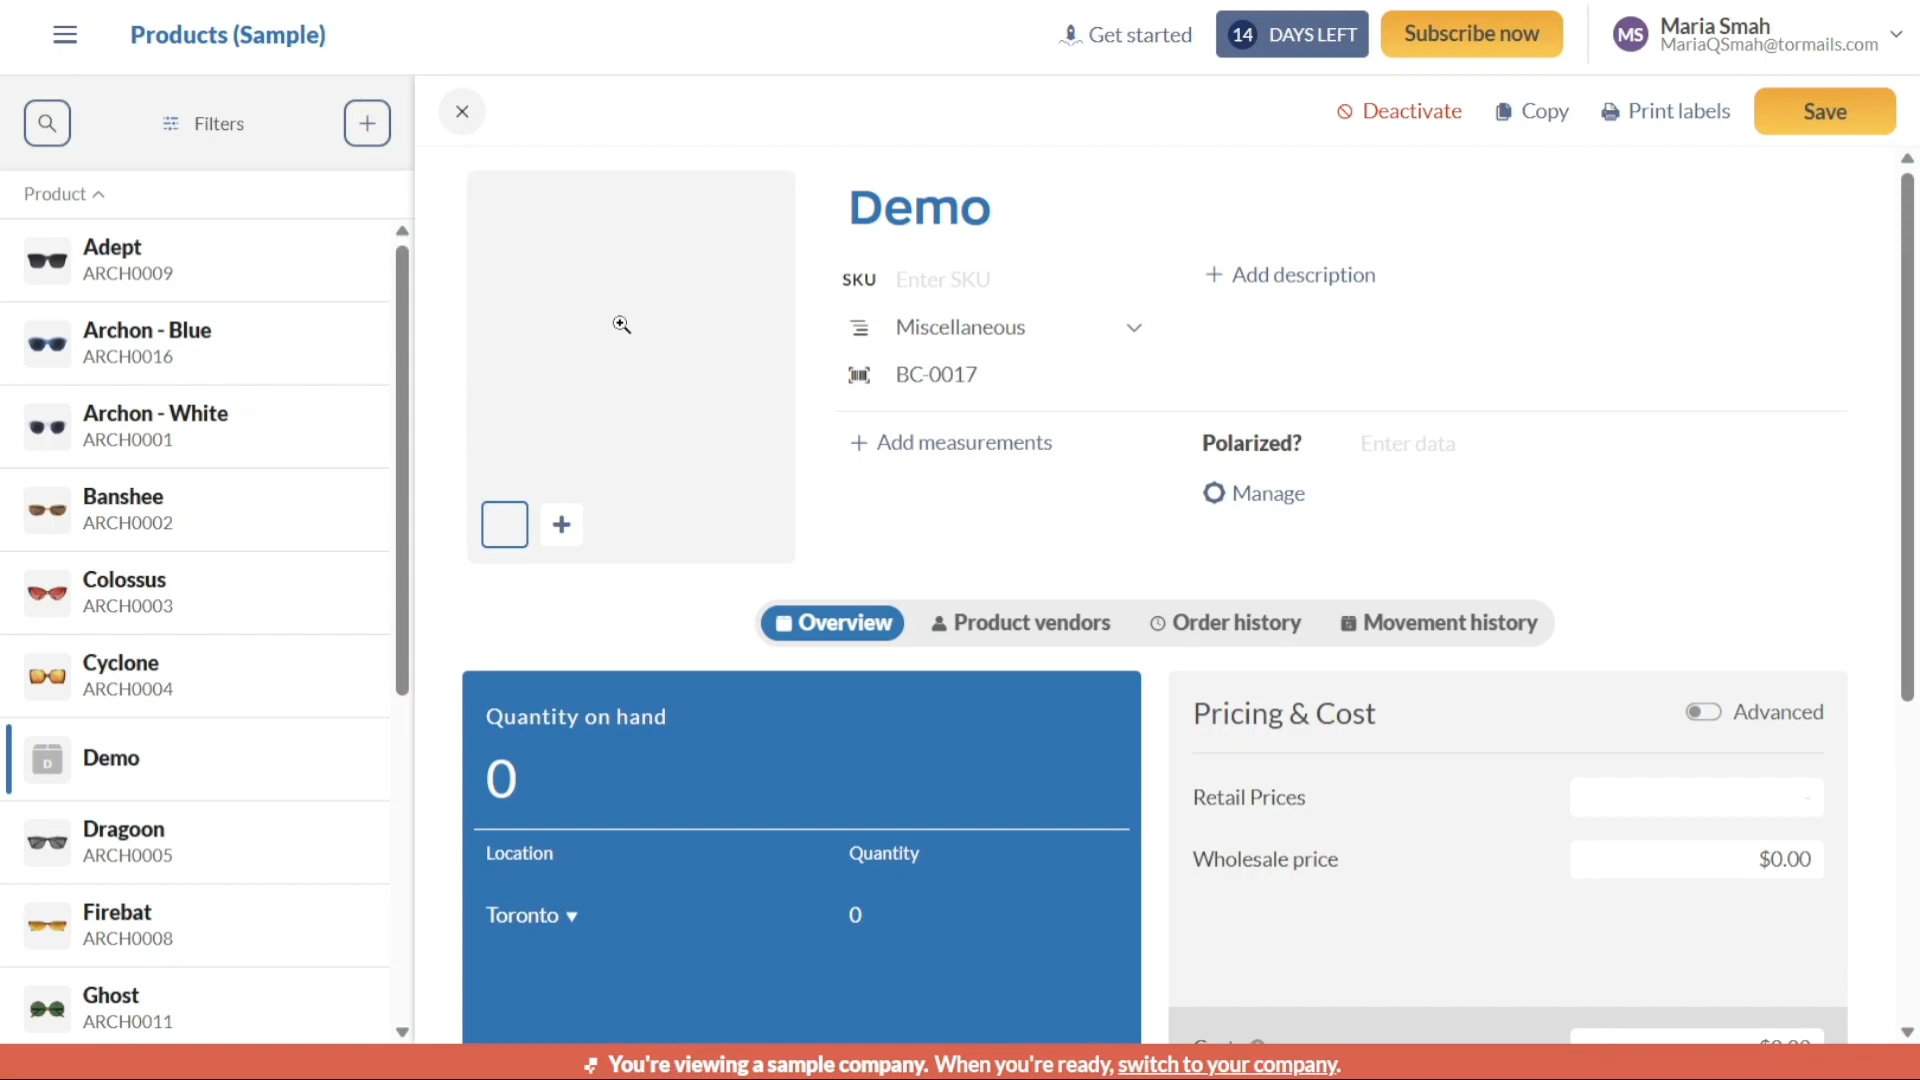 Products (Sample)
Get started
14 DAYS LEFT
Subscribe now
MS
Maria Smah
MariaQSmah@tormails.com
Filters
Deactivate
Copy
Print labels
Save
Product
Adept
ARCH0009
Archon - Blue
ARCH0016
Archon - White
ARCH0001
Banshee
ARCH0002
Colossus
ARCH0003
Cyclone
ARCH0004
D
Demo
Dragoon
ARCH0005
Firebat
ARCH0008
Ghost
ARCH0011
Demo
SKU Enter SKU
Add description
Miscellaneous
BC-0017
Add measurements
Polarized? Enter data
Manage
Overview
Product vendors
Order history
Movement history
Quantity on hand
0
Location Quantity
Toronto 0
Pricing & Cost
Advanced
Retail Prices -
Wholesale price $0.00
You're viewing a sample company. When you're ready, switch to your company.